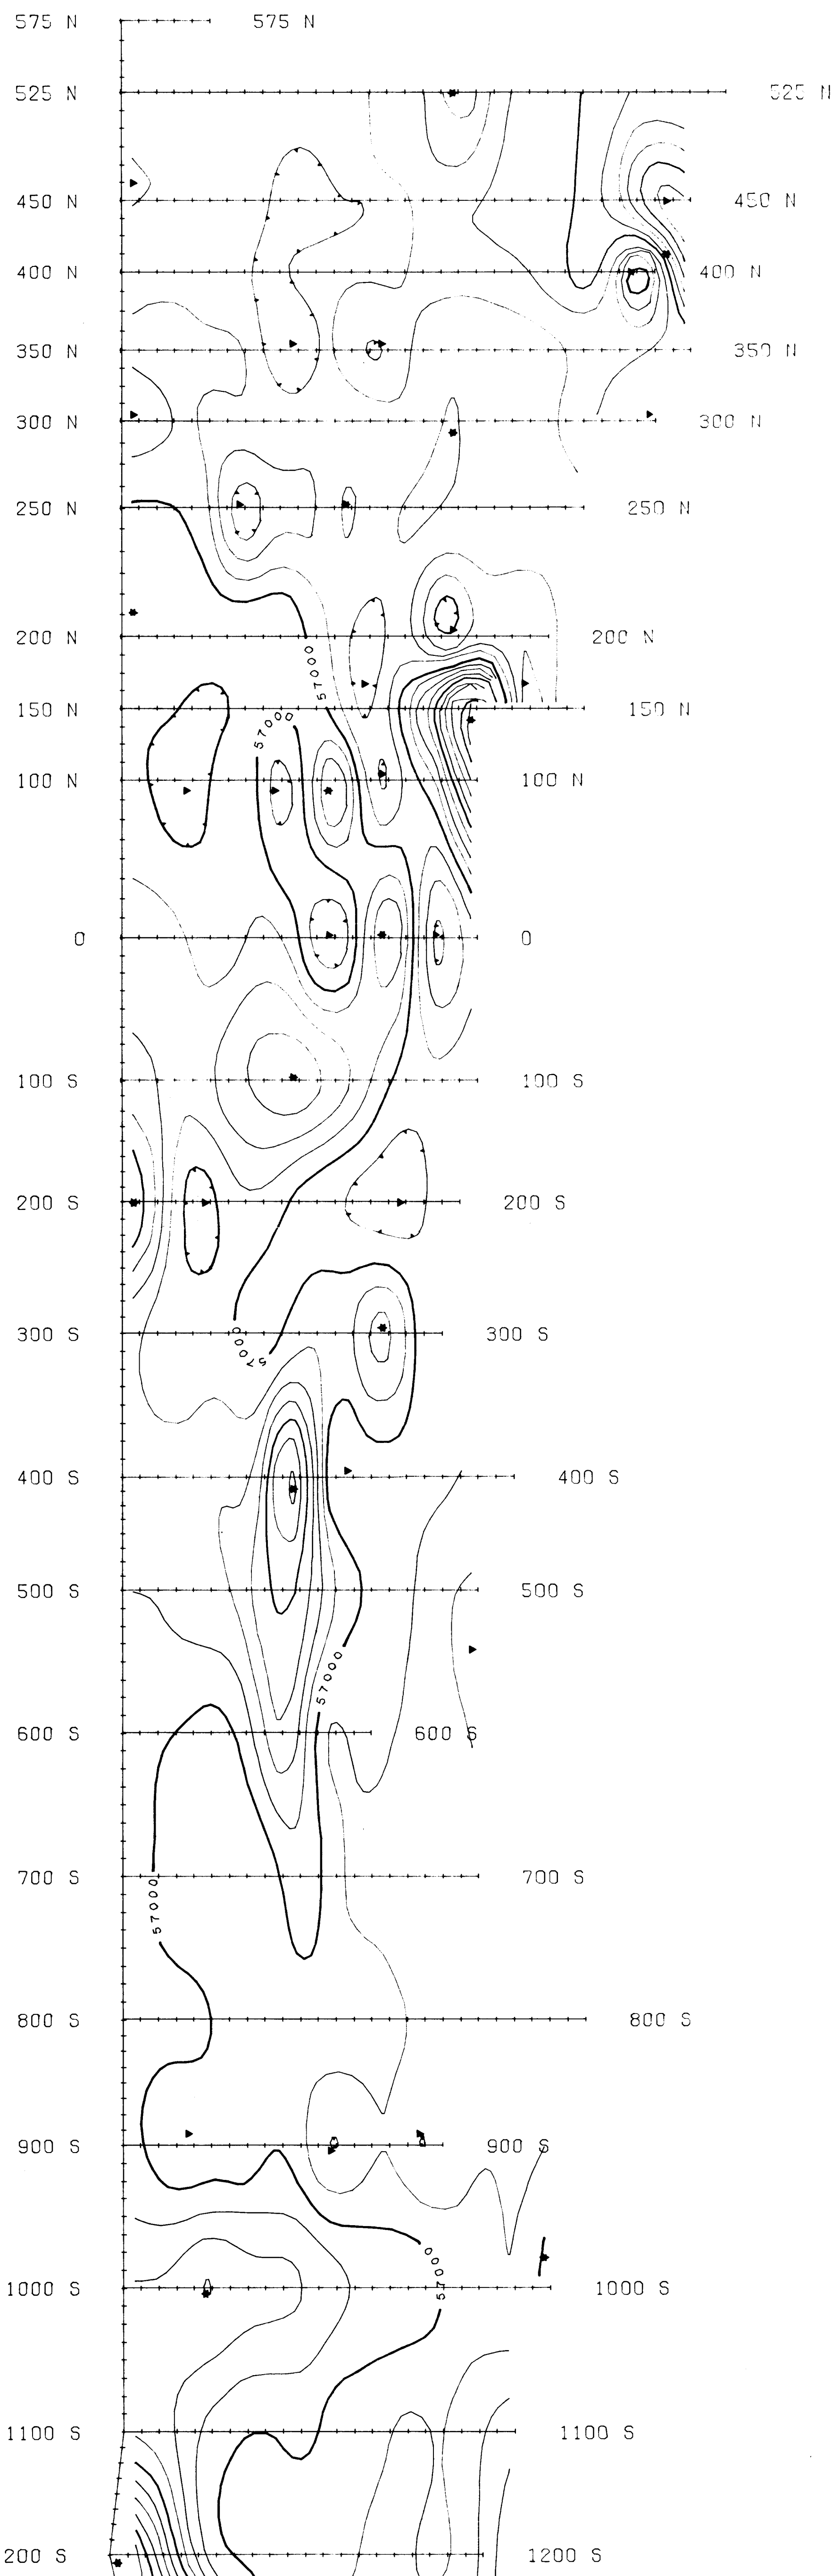 575 N 575 N
525 N 525 N
450 N 450 N
400 N 400 N
350 N 350 N
300 N 300 N
250 N 250 N
200 N 200 N
57000
150 N 150 N
57000
100 N 100 N
0 0
100 S 100 S
200 S 200 S
300 S 300 S
57000
57
400 S 400 S
500 S 500 S
57000
600 S
600 S
700 S 700 S
57000
800 S 800 S
900 S 900 S
57000
1000 S 1000 S
1100 S 1100 S
200 S 1200 S